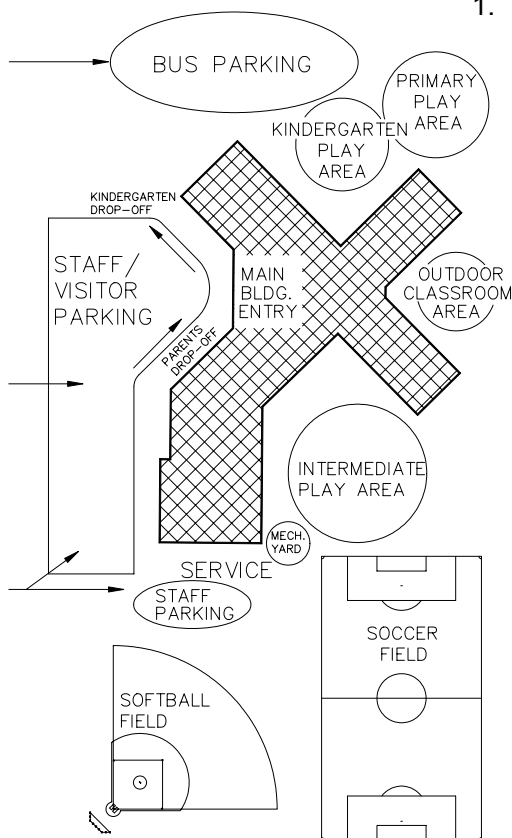 1.
BUS PARKING
PRIMARY
PLAY
AREA
KINDERGARTEN
PLAY
AREA
KINDERGARTEN
DROP-OFF
STAFF/
VISITOR
PARKING
MAIN
BLDG.
ENTRY
OUTDOOR
CLASSROOM
AREA
PARENTS
DROP-OFF
INTERMEDIATE
PLAY AREA
MECH.
YARD
SERVICE
STAFF
PARKING
SOCCER
FIELD
SOFTBALL
FIELD